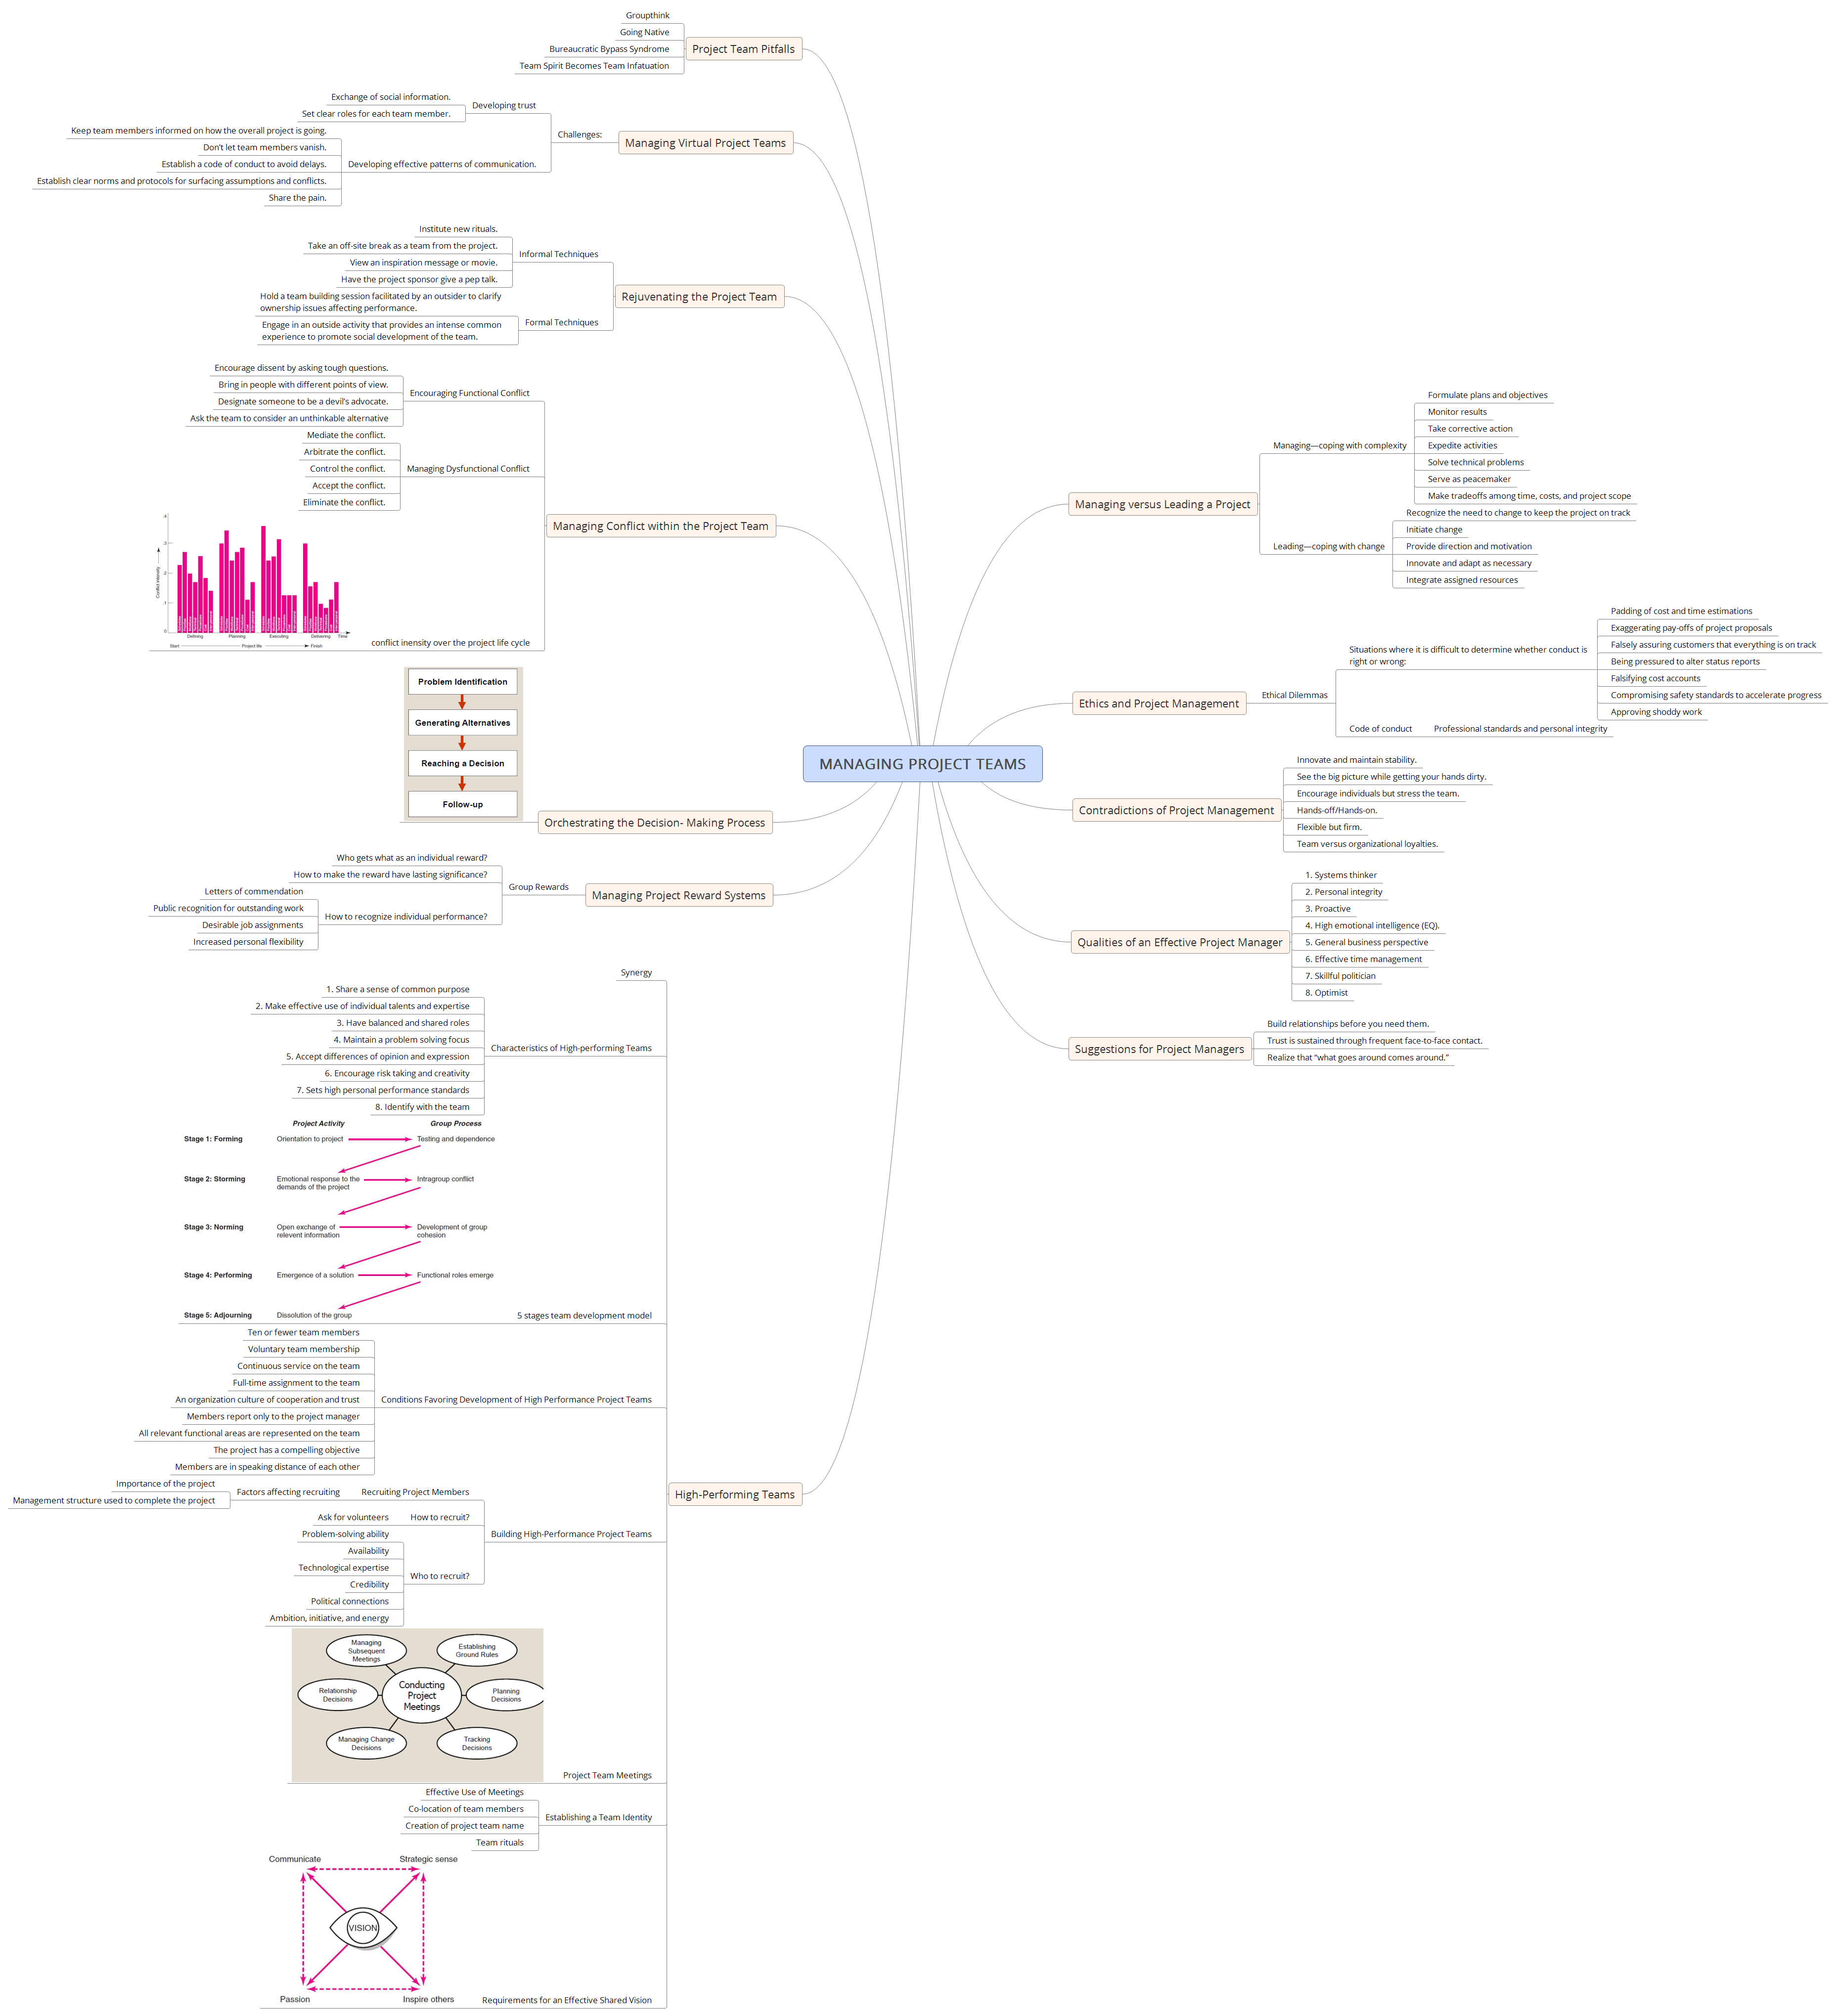 MANAGING PROJECT TEAMS
Project Team Pitfalls
Groupthink
Going Native
Bureaucratic Bypass Syndrome
Team Spirit Becomes Team Infatuation
Managing Virtual Project Teams
Challenges:
Developing trust
Exchange of social information.
Set clear roles for each team member.
Developing effective patterns of communication.
Keep team members informed on how the overall project is going.
Don’t let team members vanish.
Establish a code of conduct to avoid delays.
Establish clear norms and protocols for surfacing assumptions and conflicts.
Share the pain.
Rejuvenating the Project Team
Informal Techniques
Institute new rituals.
Take an off-site break as a team from the project.
View an inspiration message or movie.
Have the project sponsor give a pep talk.
Formal Techniques
Hold a team building session facilitated by an outsider to clarify
ownership issues affecting performance.
Engage in an outside activity that provides an intense common
experience to promote social development of the team.
Managing Conflict within the Project Team
Encouraging Functional Conflict
Encourage dissent by asking tough questions.
Bring in people with different points of view.
Designate someone to be a devil’s advocate.
Ask the team to consider an unthinkable alternative
Managing Dysfunctional Conflict
Mediate the conflict.
Arbitrate the conflict.
Control the conflict.
Accept the conflict.
Eliminate the conflict.
conflict inensity over the project life cycle
Conflict intensity
.4
.3
.2
.1
0
Defining
Planning
Executing
Delivering
Time
Start
Project life
Finish
Orchestrating the Decision- Making Process
Problem Identification
Generating Alternatives
Reaching a Decision
Follow-up
Managing Project Reward Systems
Group Rewards
Who gets what as an individual reward?
How to make the reward have lasting significance?
How to recognize individual performance?
Letters of commendation
Public recognition for outstanding work
Desirable job assignments
Increased personal flexibility
High-Performing Teams
Synergy
Characteristics of High-performing Teams
1. Share a sense of common purpose
2. Make effective use of individual talents and expertise
3. Have balanced and shared roles
4. Maintain a problem solving focus
5. Accept differences of opinion and expression
6. Encourage risk taking and creativity
7. Sets high personal performance standards
8. Identify with the team
5 stages team development model
Project Activity
Group Process
Stage 1: Forming
Orientation to project
Testing and dependence
Stage 2: Storming
Emotional response to the
demands of the project
Intragroup conflict
Stage 3: Norming
Open exchange of
relevent information
Development of group
cohesion
Stage 4: Performing
Emergence of a solution
Functional roles emerge
Stage 5: Adjourning
Dissolution of the group
Conditions Favoring Development of High Performance Project Teams
Ten or fewer team members
Voluntary team membership
Continuous service on the team
Full-time assignment to the team
An organization culture of cooperation and trust
Members report only to the project manager
All relevant functional areas are represented on the team
The project has a compelling objective
Members are in speaking distance of each other
Building High-Performance Project Teams
Recruiting Project Members
Factors affecting recruiting
Importance of the project
Management structure used to complete the project
How to recruit?
Ask for volunteers
Who to recruit?
Problem-solving ability
Availability
Technological expertise
Credibility
Political connections
Ambition, initiative, and energy
Project Team Meetings
Conducting
Project
Meetings
Managing
Subsequent
Meetings
Establishing
Ground Rules
Relationship
Decisions
Planning
Decisions
Managing Change
Decisions
Tracking
Decisions
Establishing a Team Identity
Effective Use of Meetings
Co-location of team members
Creation of project team name
Team rituals
Requirements for an Effective Shared Vision
Communicate
Strategic sense
VISION
Passion
Inspire others
Managing versus Leading a Project
Managing—coping with complexity
Formulate plans and objectives
Monitor results
Take corrective action
Expedite activities
Solve technical problems
Serve as peacemaker
Make tradeoffs among time, costs, and project scope
Leading—coping with change
Recognize the need to change to keep the project on track
Initiate change
Provide direction and motivation
Innovate and adapt as necessary
Integrate assigned resources
Ethics and Project Management
Ethical Dilemmas
Situations where it is difficult to determine whether conduct is
right or wrong:
Padding of cost and time estimations
Exaggerating pay-offs of project proposals
Falsely assuring customers that everything is on track
Being pressured to alter status reports
Falsifying cost accounts
Compromising safety standards to accelerate progress
Approving shoddy work
Code of conduct
Professional standards and personal integrity
Contradictions of Project Management
Innovate and maintain stability.
See the big picture while getting your hands dirty.
Encourage individuals but stress the team.
Hands-off/Hands-on.
Flexible but firm.
Team versus organizational loyalties.
Qualities of an Effective Project Manager
1. Systems thinker
2. Personal integrity
3. Proactive
4. High emotional intelligence (EQ).
5. General business perspective
6. Effective time management
7. Skillful politician
8. Optimist
Suggestions for Project Managers
Build relationships before you need them.
Trust is sustained through frequent face-to-face contact.
Realize that “what goes around comes around.”